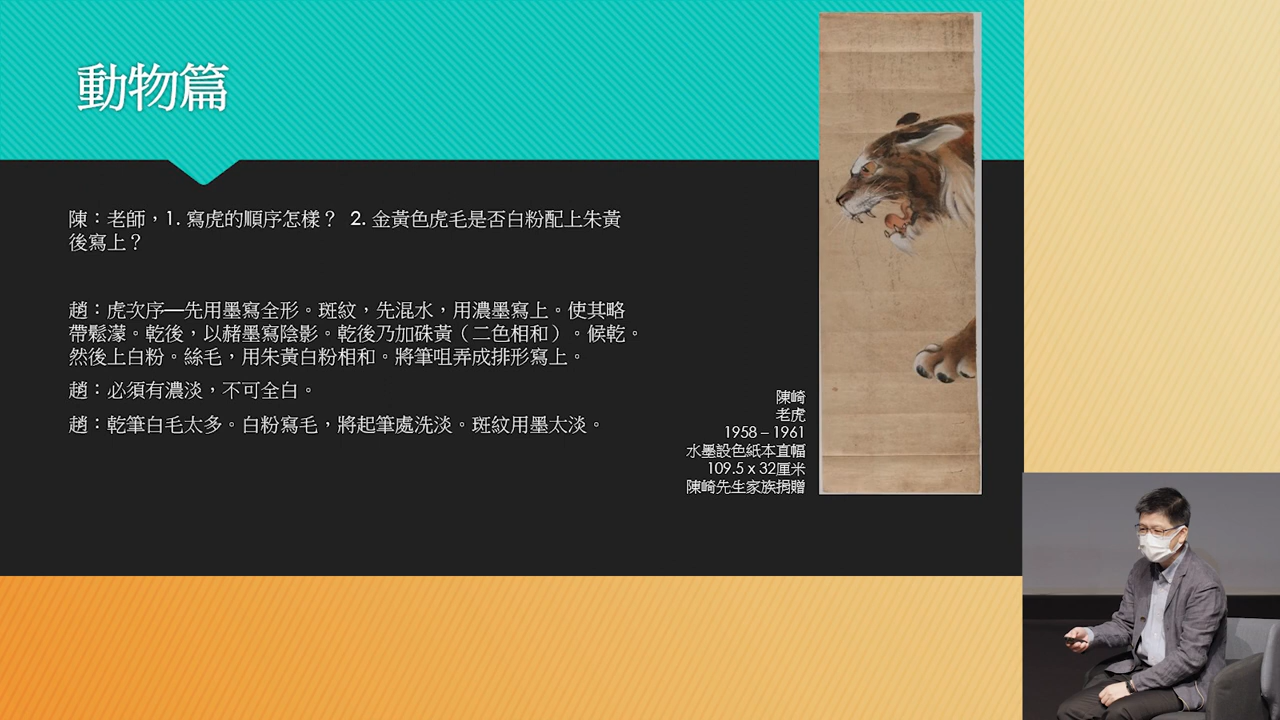 動物篇
陳：老師，1. 寫虎的順序怎樣？ 2. 金黃色虎毛是否白粉配上朱黃
後寫上？
趙：虎次序—先用墨寫全形。斑紋，先混水，用濃墨寫上。使其略
帶鬆濛。乾後，以赭墨寫陰影。乾後乃加硃黃（二色相和）。候乾。
然後上白粉。絲毛，用朱黃白粉相和。將筆咀弄成排形寫上。
趙：必須有濃淡，不可全白。
趙：乾筆白毛太多。白粉寫毛，將起筆處洗淡。斑紋用墨太淡。
陳崎
老虎
1958 – 1961
水墨設色紙本直幅
109.5 x 32厘米
陳崎先生家族捐贈